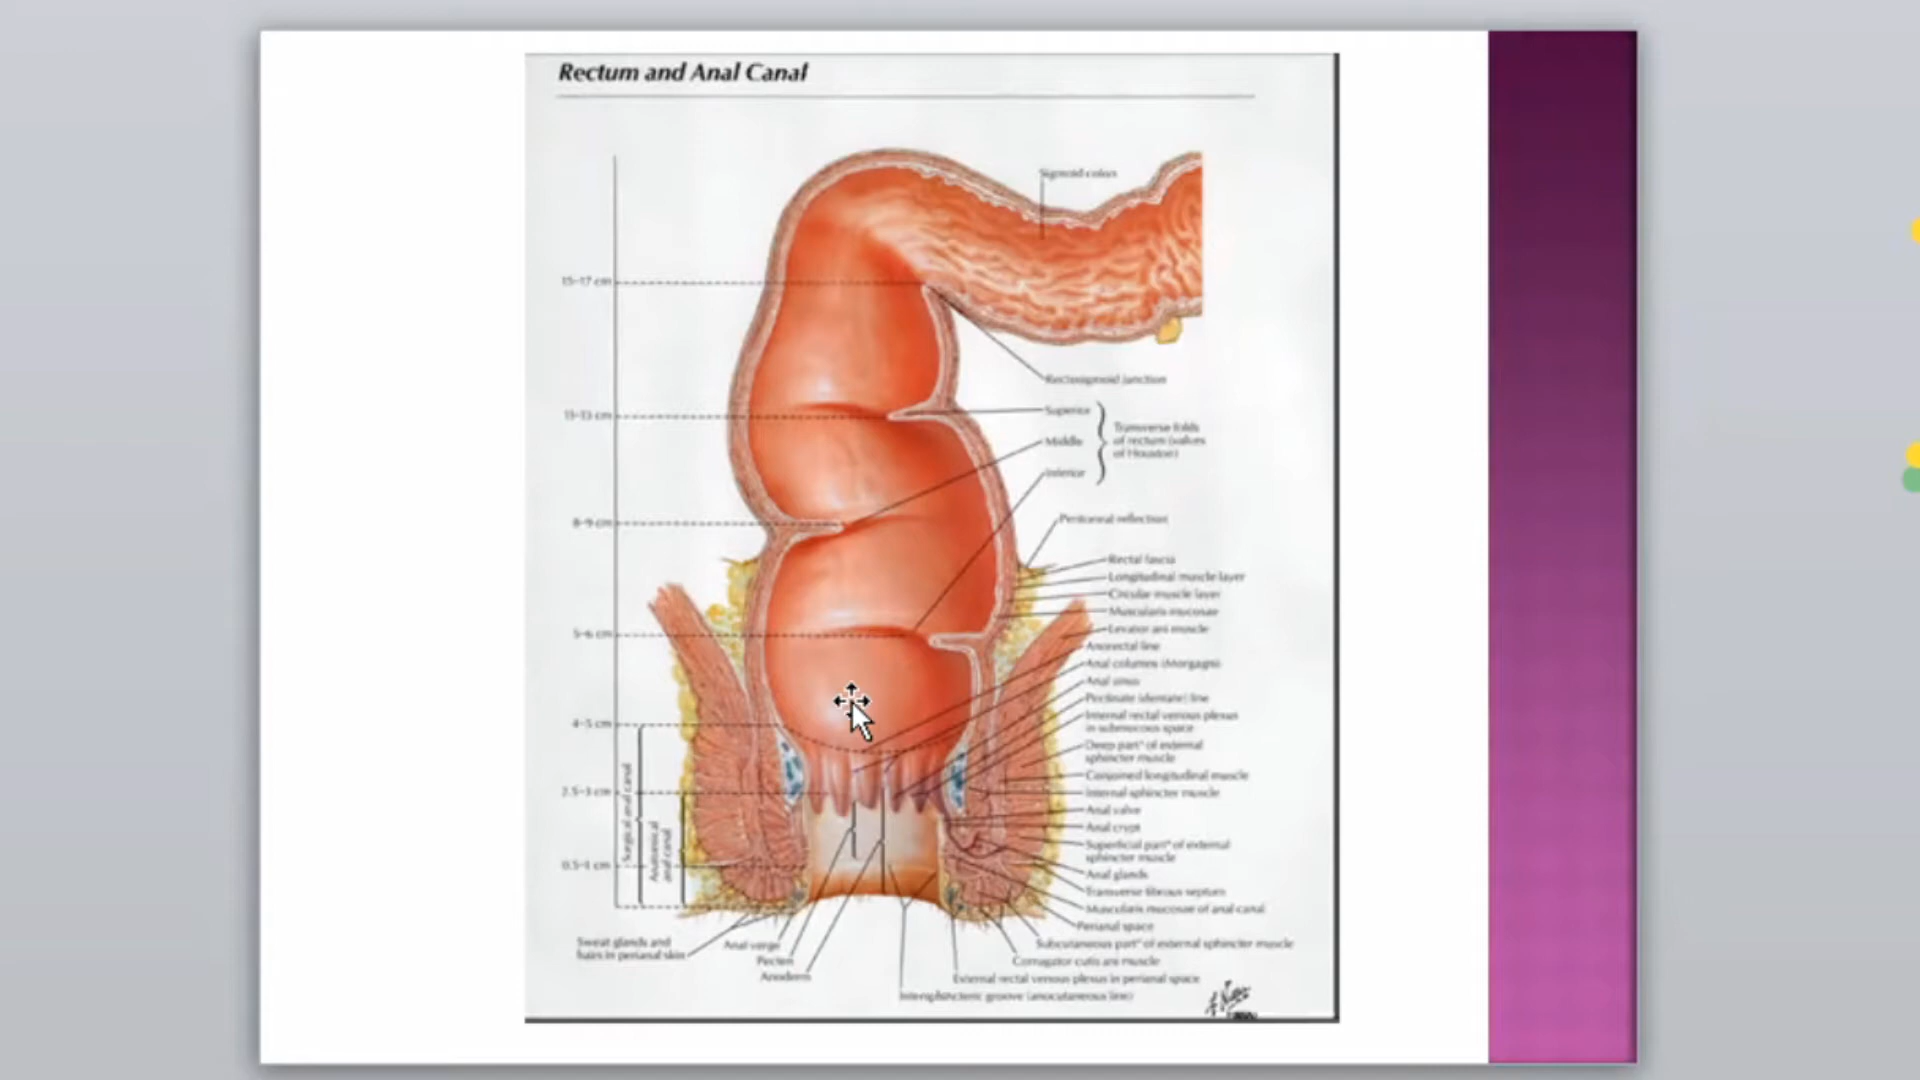 Rectum and Anal Canal
Sigmoid colon
15–17 cm
Rectosigmoid junction
11–13 cm
Superior
Middle
Inferior
Transverse folds
of rectum (valves
of Houston)
8–9 cm
Peritoneal reflection
Rectal fascia
Longitudinal muscle layer
Circular muscle layer
Muscularis mucosae
5–6 cm
Levator ani muscle
Anorectal line
Anal columns (Morgagni)
Anal sinus
Pectinate (dentate) line
Internal rectal venous plexus
in submucous space
4–5 cm
Deep part* of external
sphincter muscle
Conjoined longitudinal muscle
2.5–3 cm
Internal sphincter muscle
Anal valve
Anal crypt
Superficial part* of external
sphincter muscle
Surgical anal canal
Anatomical
anal canal
0.5–1 cm
Anal glands
Transverse fibrous septum
Muscularis mucosae of anal canal
Perianal space
Subcutaneous part* of external sphincter muscle
Sweat glands and
hairs in perianal skin
Anal verge
Pecten
Anoderm
Corrugator cutis ani muscle
External rectal venous plexus in perianal space
Intersphincteric groove (anocutaneous line)